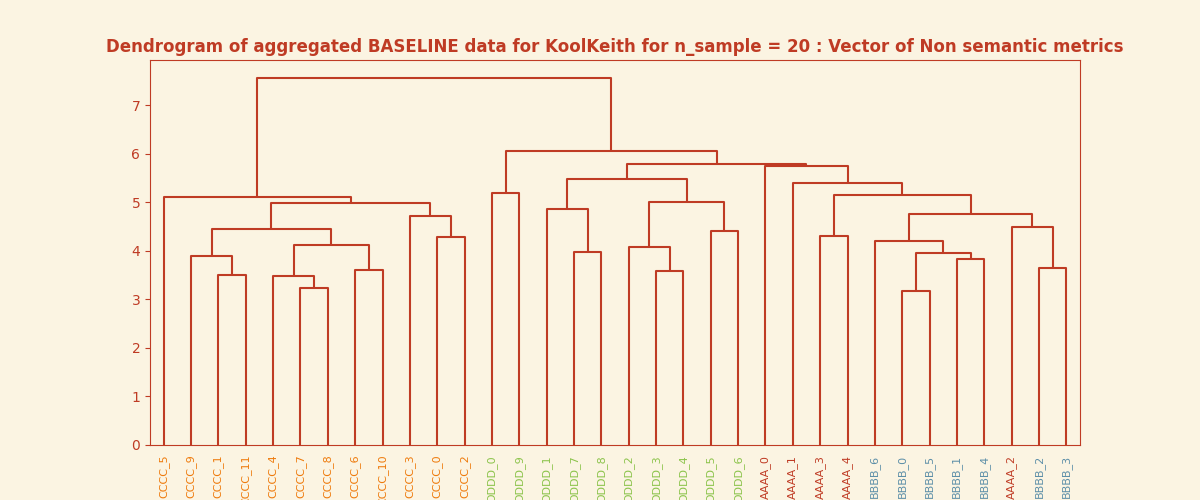 Dendrogram of aggregated BASELINE data for KoolKeith for n_sample = 20 : Vector of Non semantic metrics
7
6
5
4
3
2
1
0
CCCC_5
CCCC_9
CCCC_1
CCCC_11
CCCC_4
CCCC_7
CCCC_8
CCCC_6
CCCC_10
CCCC_3
CCCC_0
CCCC_2
DDDD_0
DDDD_9
DDDD_1
DDDD_7
DDDD_8
DDDD_2
DDDD_3
DDDD_4
DDDD_5
DDDD_6
AAAA_0
AAAA_1
AAAA_3
AAAA_4
BBBB_6
BBBB_0
BBBB_5
BBBB_1
BBBB_4
AAAA_2
BBBB_2
BBBB_3